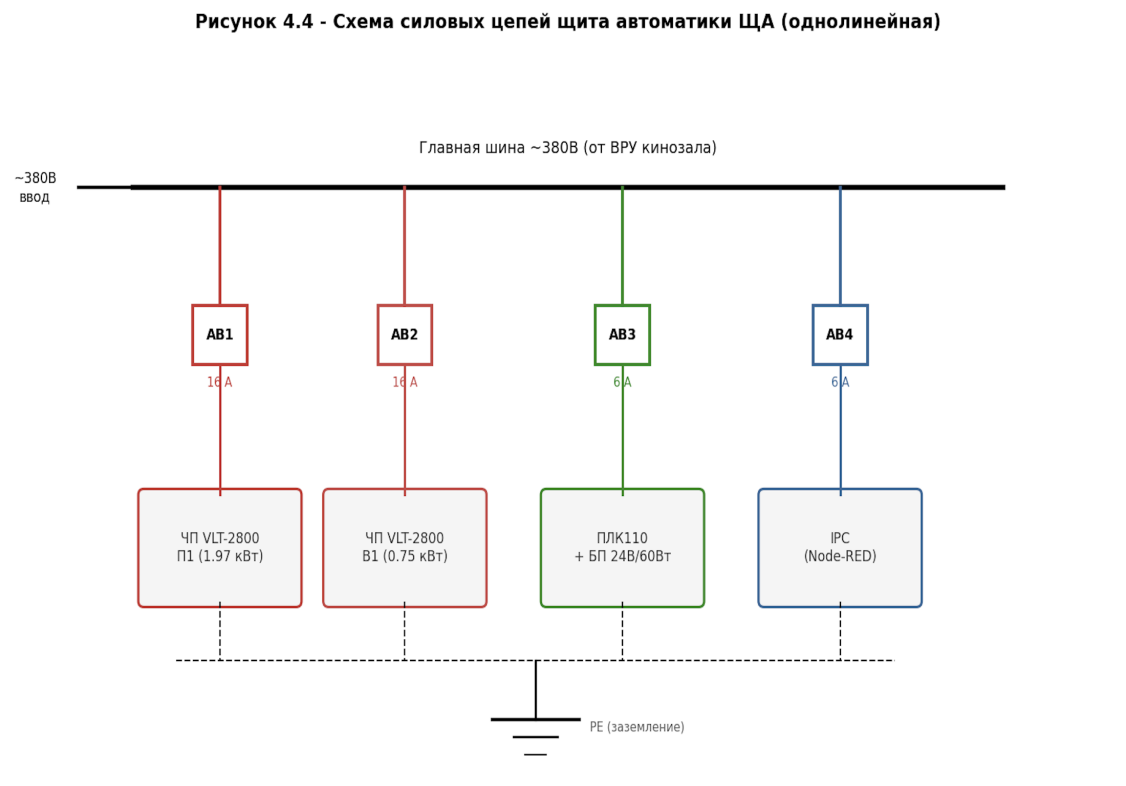 Рисунок 4.4 - Схема силовых цепей щита автоматики ЩА (однолинейная)
Главная шина ~380В (от ВРУ кинозала)
~380В
ввод
АВ1
АВ2
АВ3
АВ4
16 А
16 А
6 А
6 А
ЧП VLT-2800
П1 (1.97 кВт)
ЧП VLT-2800
В1 (0.75 кВт)
ПЛК110
+ БП 24В/60Вт
IPC
(Node-RED)
PE (заземление)